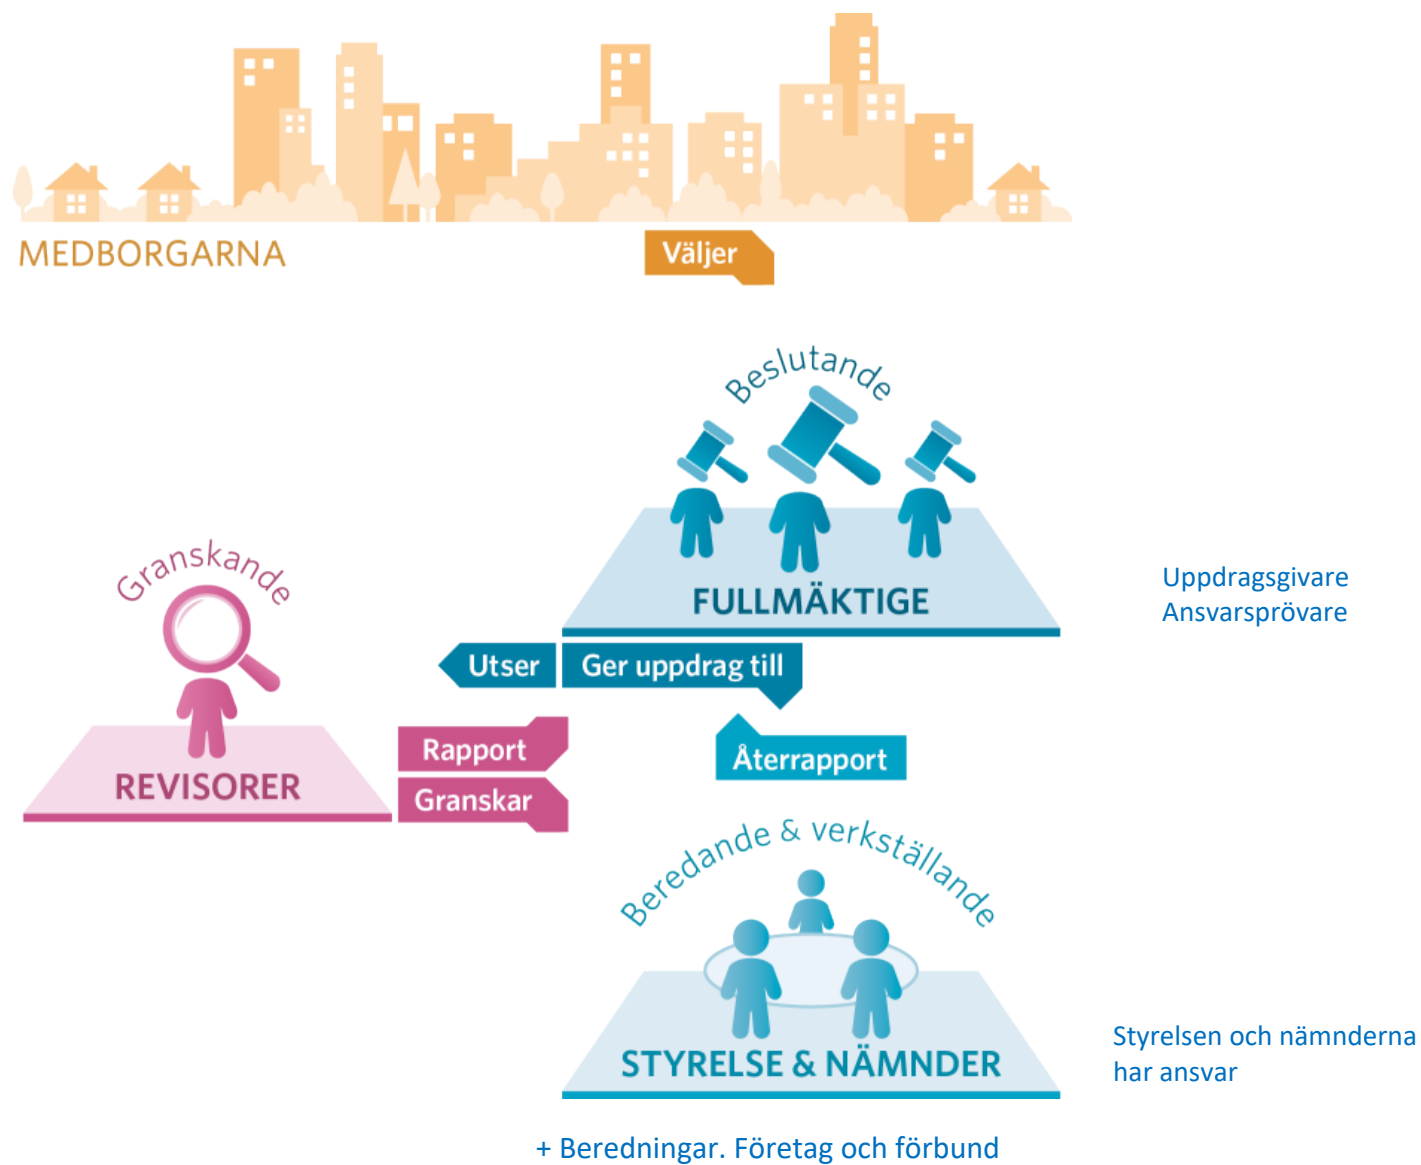 MEDBORGARNA
Väljer
Beslutande
FULLMÄKTIGE
Uppdragsgivare
Ansvarsprövare
Granskande
REVISORER
Utser
Ger uppdrag till
Rapport
Granskar
Återrapport
Beredande & verkställande
STYRELSE & NÄMNDER
Styrelsen och nämnderna
har ansvar
+ Beredningar. Företag och förbund